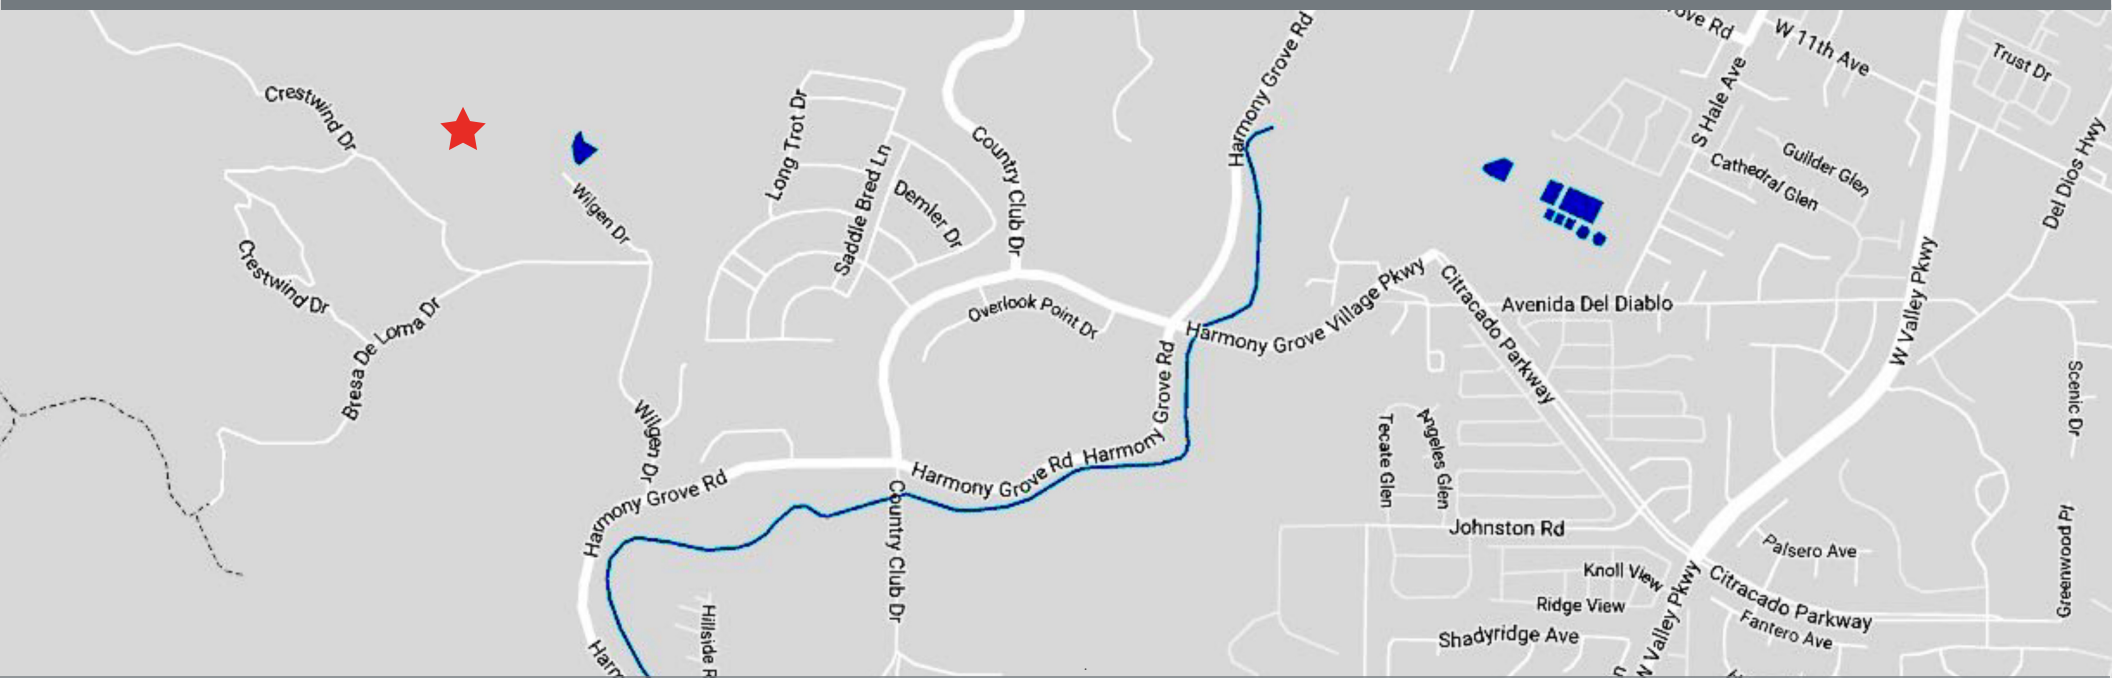 ove Rd
W 11th Ave
Trust Dr
Harmony Grove Rd
Crestwind Dr
Long Trot Dr
S Hale Ave
Country Club Dr
Saddle Bred Ln
Demler Dr
Guilder Glen
Cathedral Glen
Del Dios Hwy
Wilgen Dr
Harmony Grove Rd
Crestwind Dr
W Valley Pkwy
Citracado Parkway
Avenida Del Diablo
Overlook Point Dr
Harmony Grove Village Pkwy
Bresa De Loma Dr
Harmony Grove Rd
Scenic Dr
Wilgen Dr
Tecate Glen
Angeles Glen
Harmony Grove Rd
Harmony
Harmony Grove Rd
Country Club Dr
Johnston Rd
Palsero Ave
Greenwood Pl
Knoll View
Citracado Parkway
Ridge View
Hillside R
Fantero Ave
Shadyridge Ave
W Valley Pkwy
Harm
n